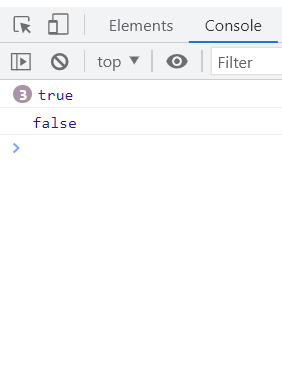 Elements Console
top Filter
3 true
false